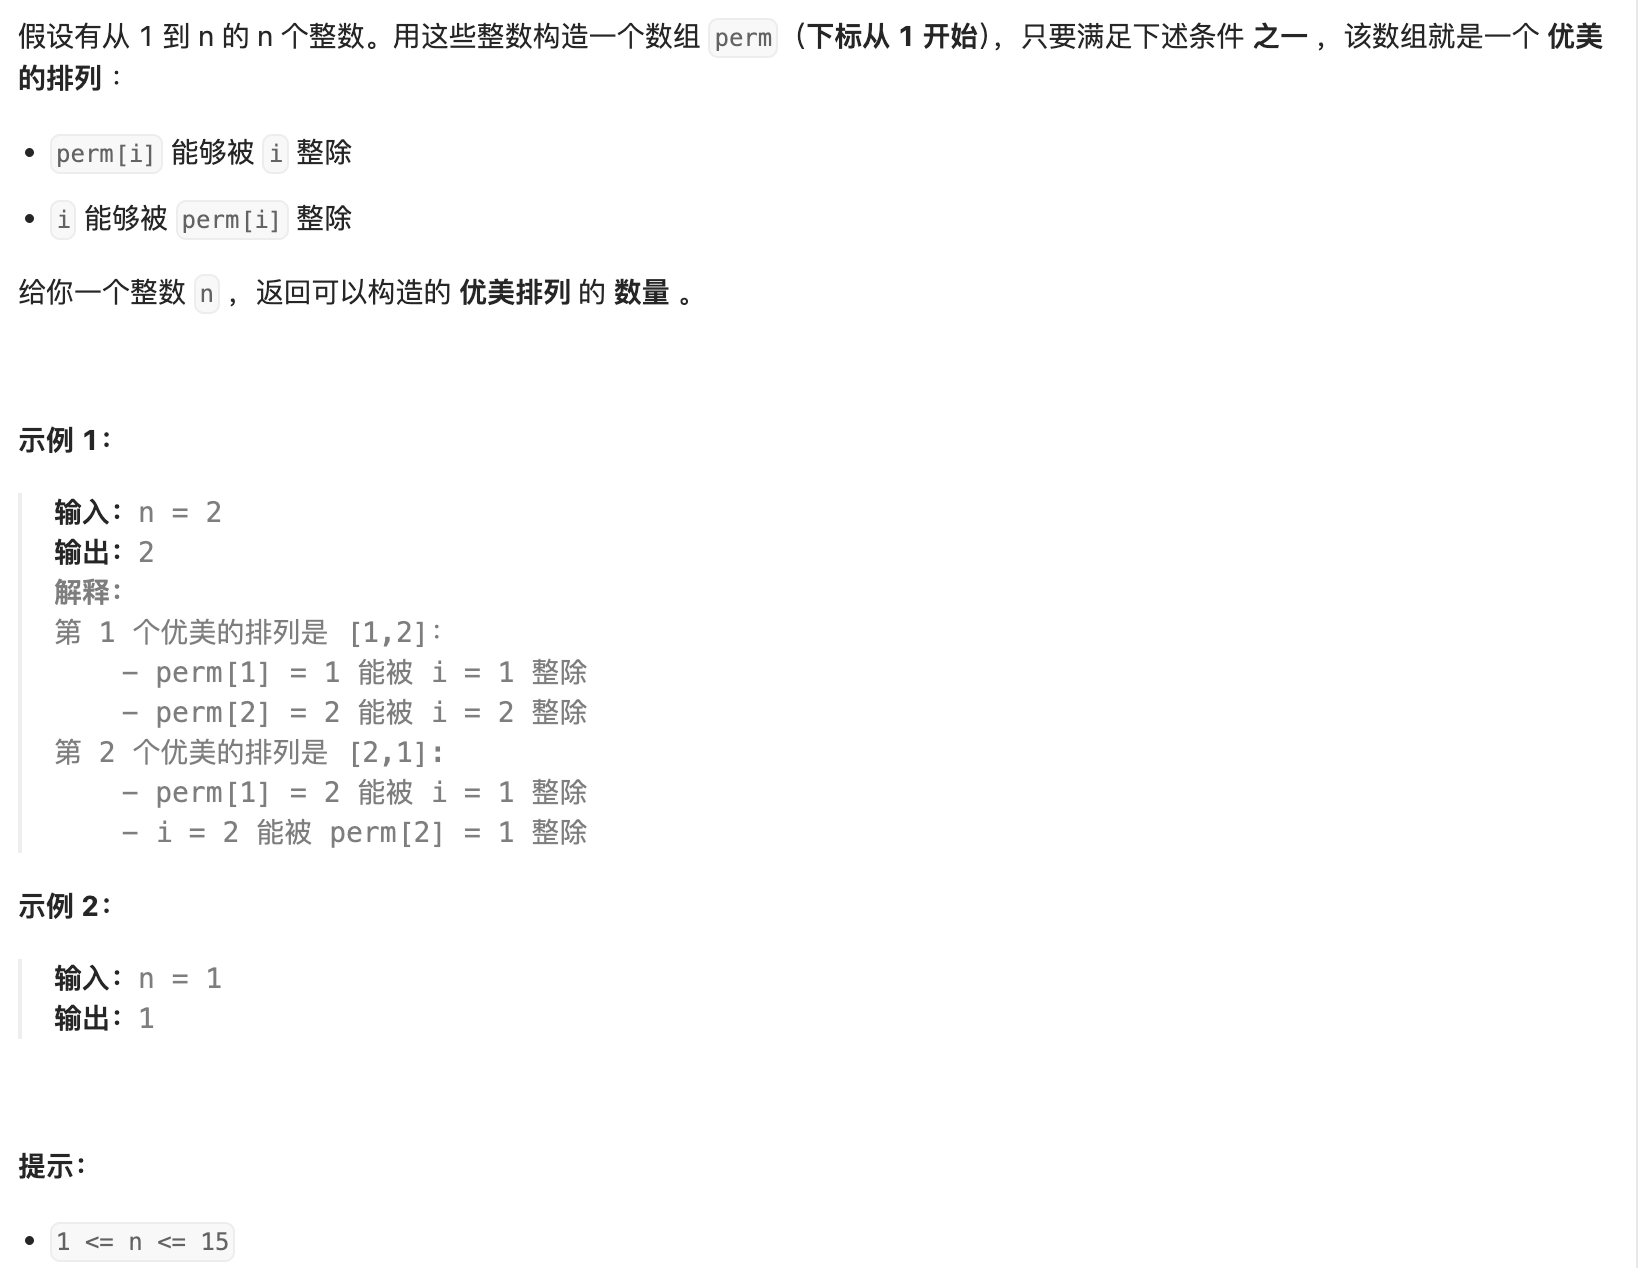 假设有从 1 到 n 的 n 个整数。用这些整数构造一个数组 perm（下标从 1 开始），只要满足下述条件 之一 ，该数组就是一个 优美
的排列 ：
• perm[i] 能够被 i 整除
• i 能够被 perm[i] 整除
给你一个整数 n ，返回可以构造的 优美排列 的 数量 。
示例 1：
输入：n = 2
输出：2
解释：
第 1 个优美的排列是 [1,2]：
    - perm[1] = 1 能被 i = 1 整除
    - perm[2] = 2 能被 i = 2 整除
第 2 个优美的排列是 [2,1]:
    - perm[1] = 2 能被 i = 1 整除
    - i = 2 能被 perm[2] = 1 整除
示例 2：
输入：n = 1
输出：1
提示：
• 1 <= n <= 15